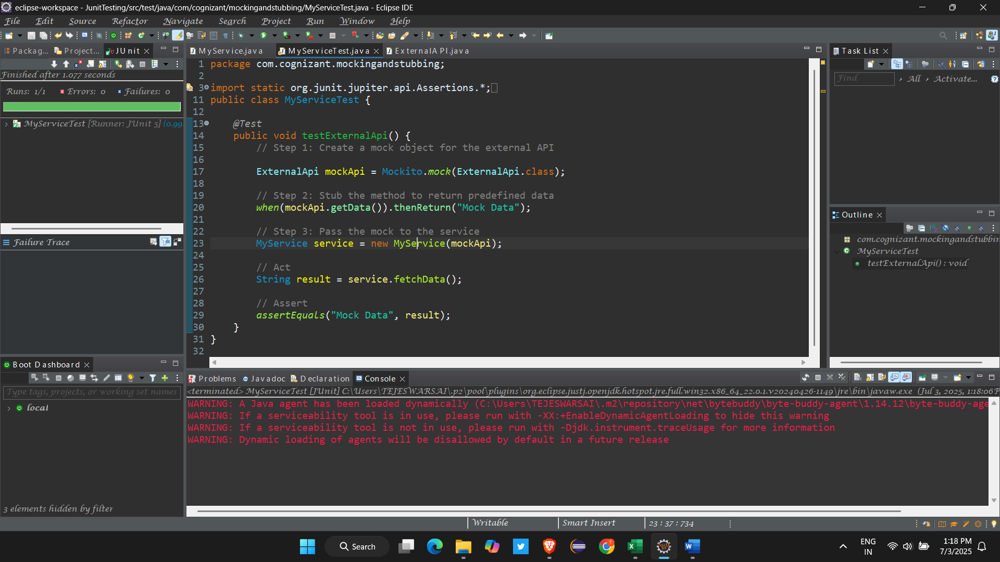 eclipse-workspace - JunitTesting/src/test/java/com/cognizant/mockingandstubbing/MyServiceTest.java - Eclipse IDE
File Edit Source Refactor Navigate Search Project Run Window Help
Packag... Project... JUnit
Finished after 1.077 seconds
Runs: 1/1 Errors: 0 Failures: 0
MyServiceTest [Runner: JUnit 5] (0.99
Failure Trace
Boot Dashboard
Type tags, projects, or working set names
local
3 elements hidden by filter
MyService.java MyServiceTest.java ExternalAPI.java
1 package com.cognizant.mockingandstubbing;
2
3 import static org.junit.jupiter.api.Assertions.*;
11 public class MyServiceTest {
12
13 @Test
14 public void testExternalApi() {
15 // Step 1: Create a mock object for the external API
16
17 ExternalApi mockApi = Mockito.mock(ExternalApi.class);
18
19 // Step 2: Stub the method to return predefined data
20 when(mockApi.getData()).thenReturn("Mock Data");
21
22 // Step 3: Pass the mock to the service
23 MyService service = new MyService(mockApi);
24
25 // Act
26 String result = service.fetchData();
27
28 // Assert
29 assertEquals("Mock Data", result);
30 }
31 }
32
Task List
Find All Activate...
Outline
com.cognizant.mockingandstubbin
MyServiceTest
testExternalApi() : void
Problems Javadoc Declaration Console
<terminated> MyServiceTest [JUnit] C:\Users\TEJESWARSAI\.p2\pool\plugins\org.eclipse.justj.openjdk.hotspot.jre.full.win32.x86_64_22.0.1.v20240426-1149\jre\bin\javaw.exe (Jul 3, 2025, 1:18:06 P
WARNING: A Java agent has been loaded dynamically (C:\Users\TEJESWARSAI\.m2\repository\net\bytebuddy\byte-buddy-agent\1.14.12\byte-buddy-age
WARNING: If a serviceability tool is in use, please run with -XX:+EnableDynamicAgentLoading to hide this warning
WARNING: If a serviceability tool is not in use, please run with -Djdk.instrument.traceUsage for more information
WARNING: Dynamic loading of agents will be disallowed by default in a future release
Writable Smart Insert 23 : 37 : 734
Search
ENG
IN
1:18 PM
7/3/2025